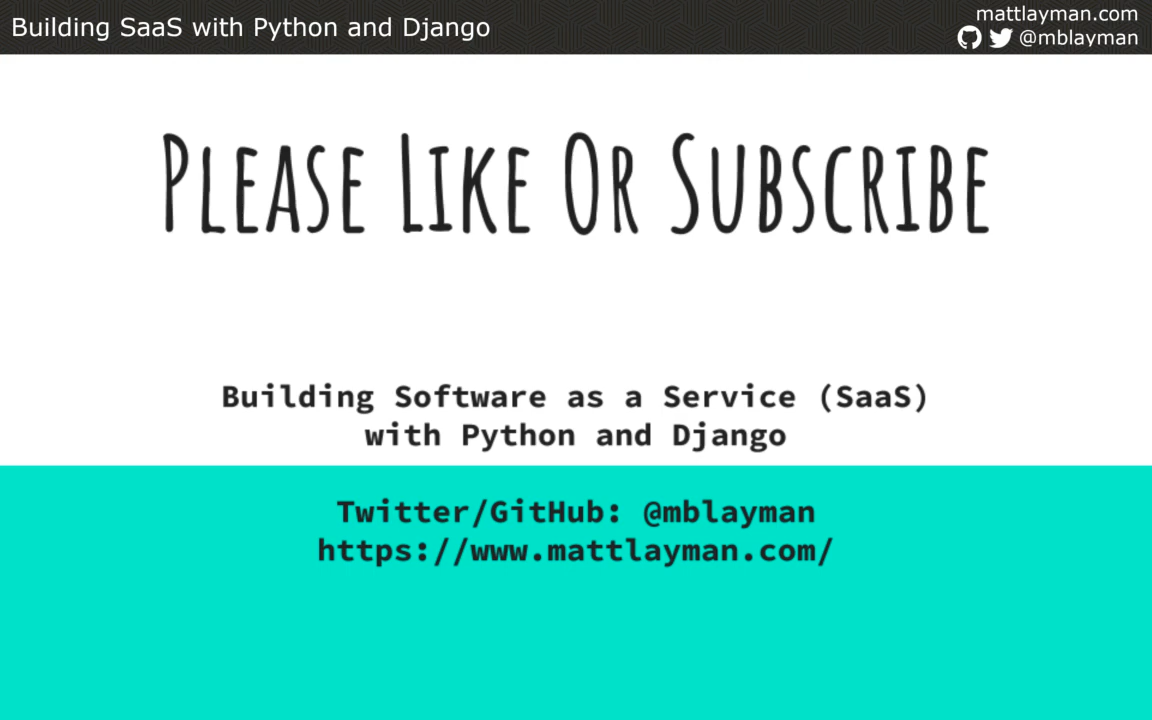 Building SaaS with Python and Django
mattlayman.com
@mblayman
Please Like Or Subscribe
Building Software as a Service (SaaS)
with Python and Django
Twitter/GitHub: @mblayman
https://www.mattlayman.com/